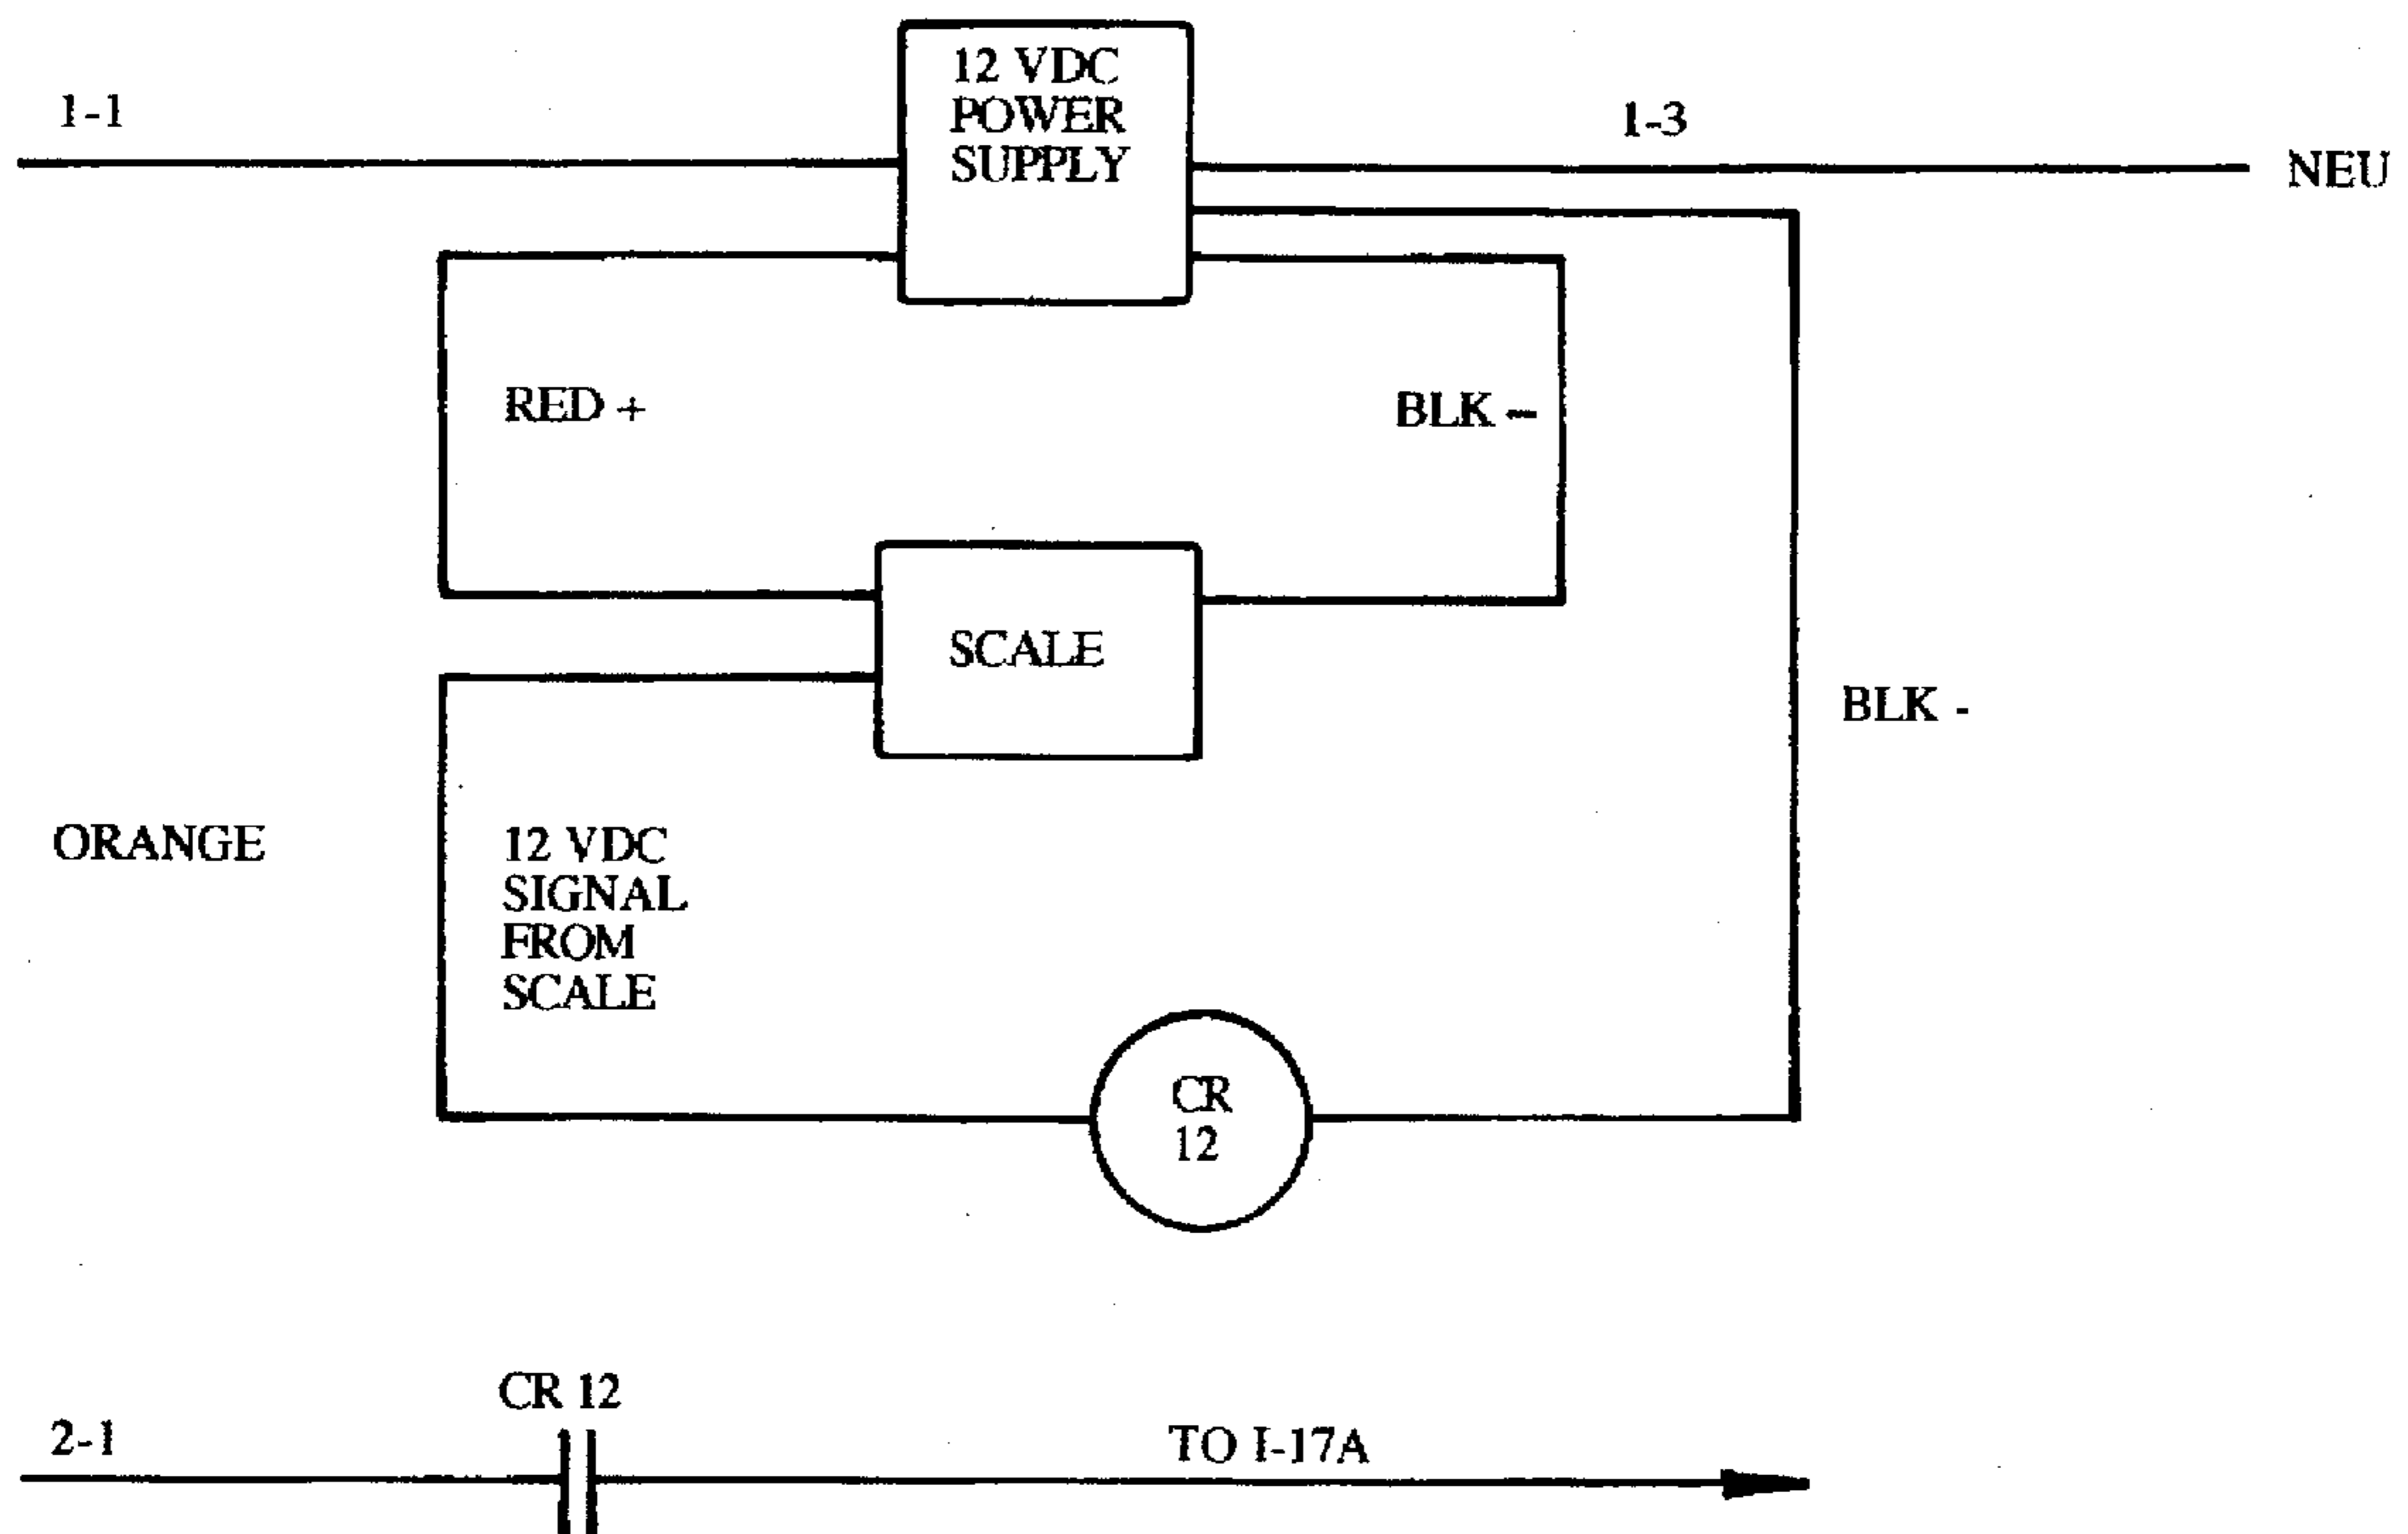 12 VDC
POWER
SUPPLY
1-1
1-3
NEU
RED +
BLK -
SCALE
BLK -
ORANGE
12 VDC
SIGNAL
FROM
SCALE
CR
12
CR 12
2-1
TO I-17A